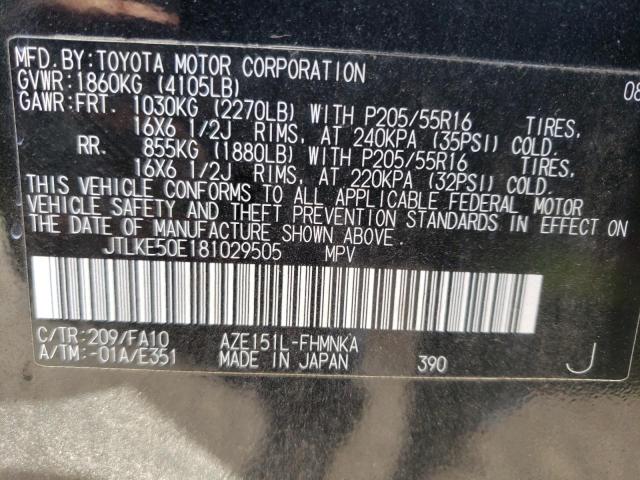 MFD.BY:TOYOTA MOTOR CORPORATION 08
GVWR:1860KG (4105LB)
GAWR:FRT. 1030KG (2270LB) WITH P205/55R16 TIRES,
16X6 1/2J RIMS, AT 240KPA (35PSI) COLD.
RR. 855KG (1880LB) WITH P205/55R16 TIRES,
16X6 1/2J RIMS, AT 220KPA (32PSI) COLD.
THIS VEHICLE CONFORMS TO ALL APPLICABLE FEDERAL MOTOR
VEHICLE SAFETY AND THEFT PREVENTION STANDARDS IN EFFECT ON
THE DATE OF MANUFACTURE SHOWN ABOVE.
JTLKE50E181029505 MPV
C/TR:209/FA10 AZE151L-FHMNKA
A/TM:-01A/E351 MADE IN JAPAN 390 J